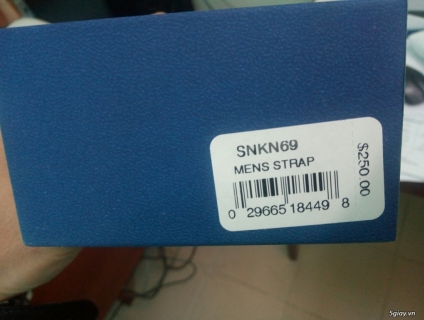 SNKN69
MENS STRAP
$250.00
0 29665 18449 8
5giay.vn